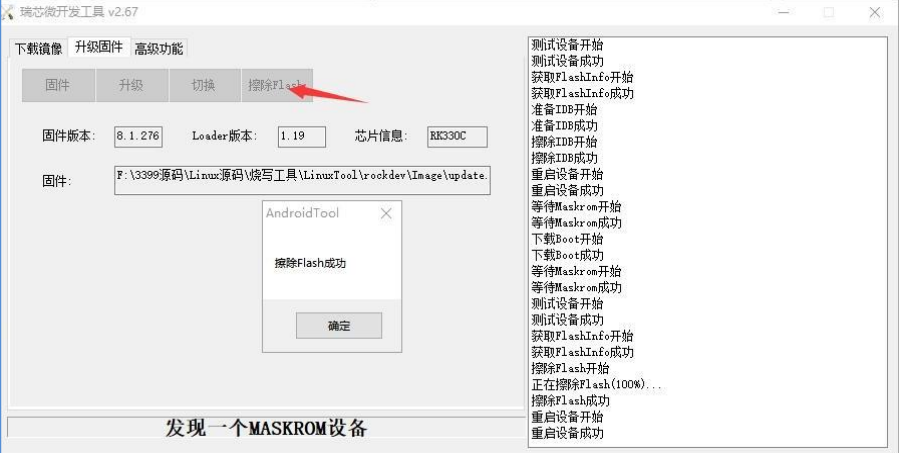 瑞芯微开发工具 v2.67
下载镜像 升级固件 高级功能
固件 升级 切换 擦除Flash
固件版本: 8.1.276 Loader版本: 1.19 芯片信息: RK330C
固件: F:\3399源码\Linux源码\烧写工具\LinuxTool\rockdev\Image\update.
AndroidTool
擦除Flash成功
确定
发现一个MASKROM设备
测试设备开始
测试设备成功
获取FlashInfo开始
获取FlashInfo成功
准备IDB开始
准备IDB成功
擦除IDB开始
擦除IDB成功
重启设备开始
重启设备成功
等待Maskrom开始
等待Maskrom成功
下载Boot开始
下载Boot成功
等待Maskrom开始
等待Maskrom成功
测试设备开始
测试设备成功
获取FlashInfo开始
获取FlashInfo成功
擦除Flash开始
正在擦除Flash(100%)...
擦除Flash成功
重启设备开始
重启设备成功